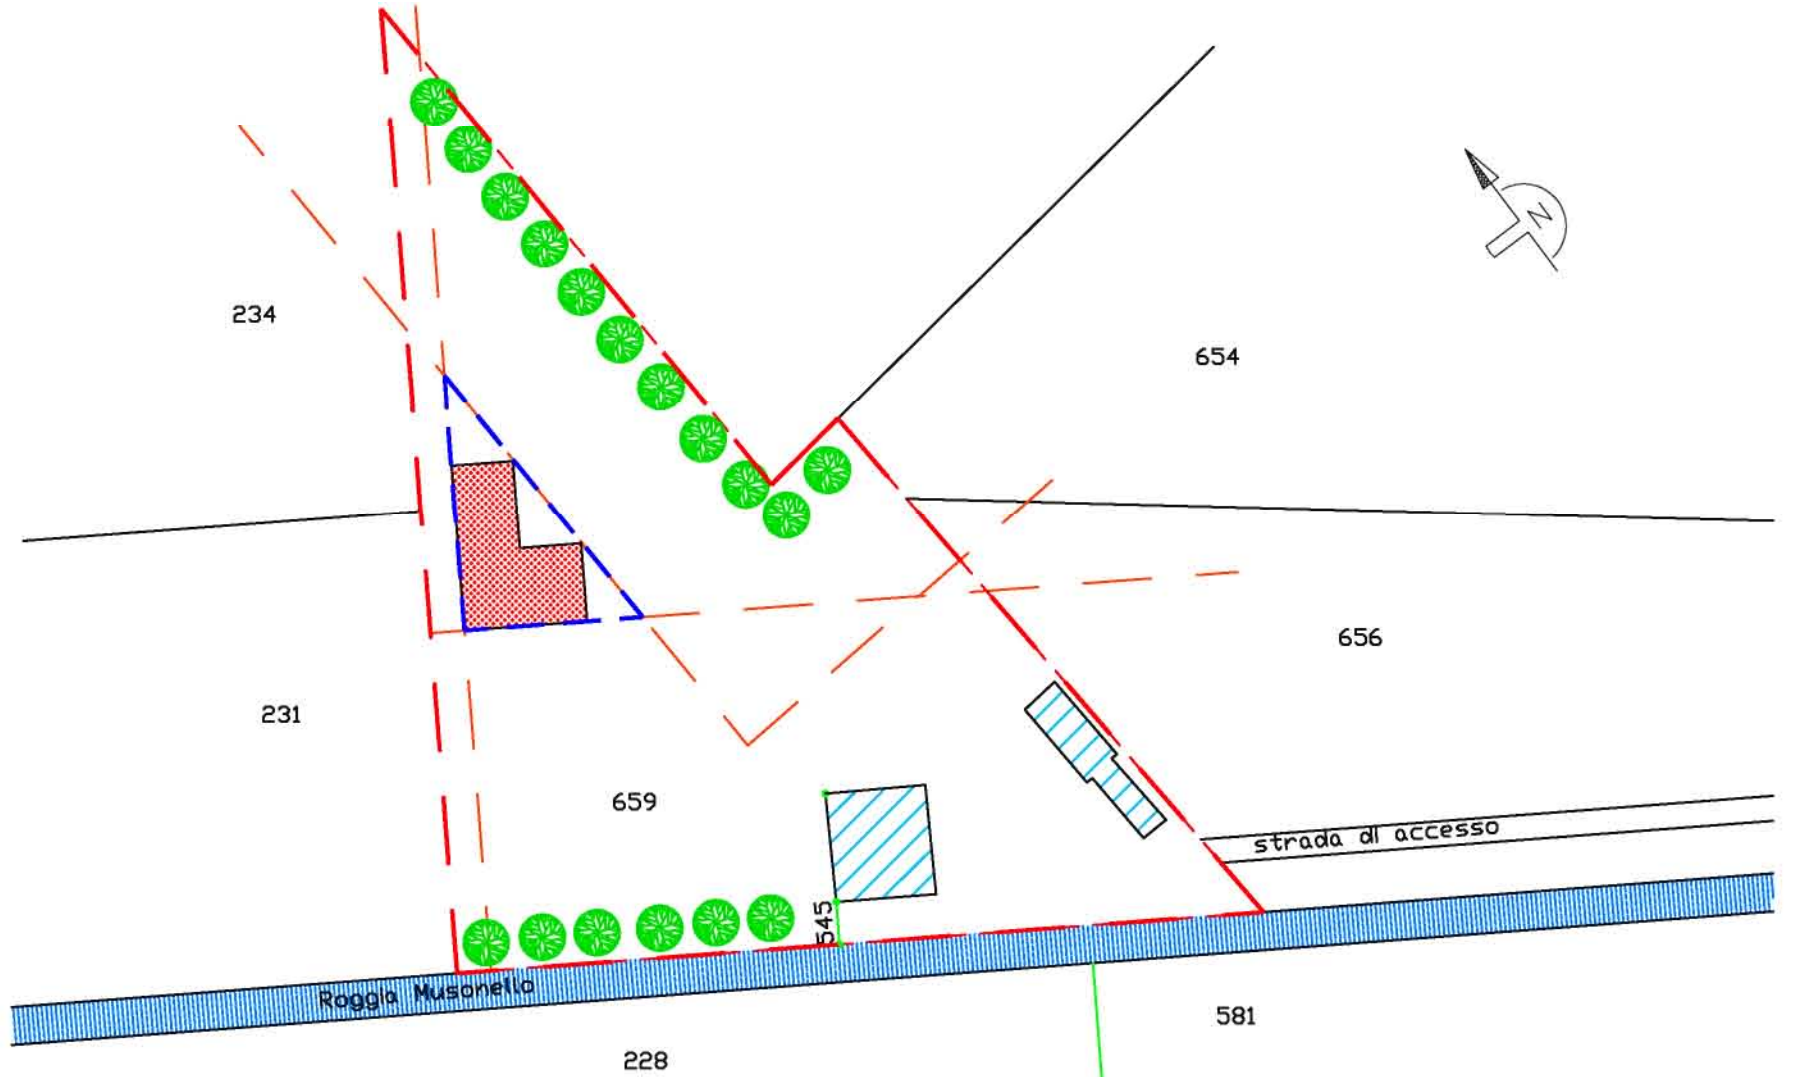 N
234
654
656
231
659
strada di accesso
545
Roggia Musonello
581
228